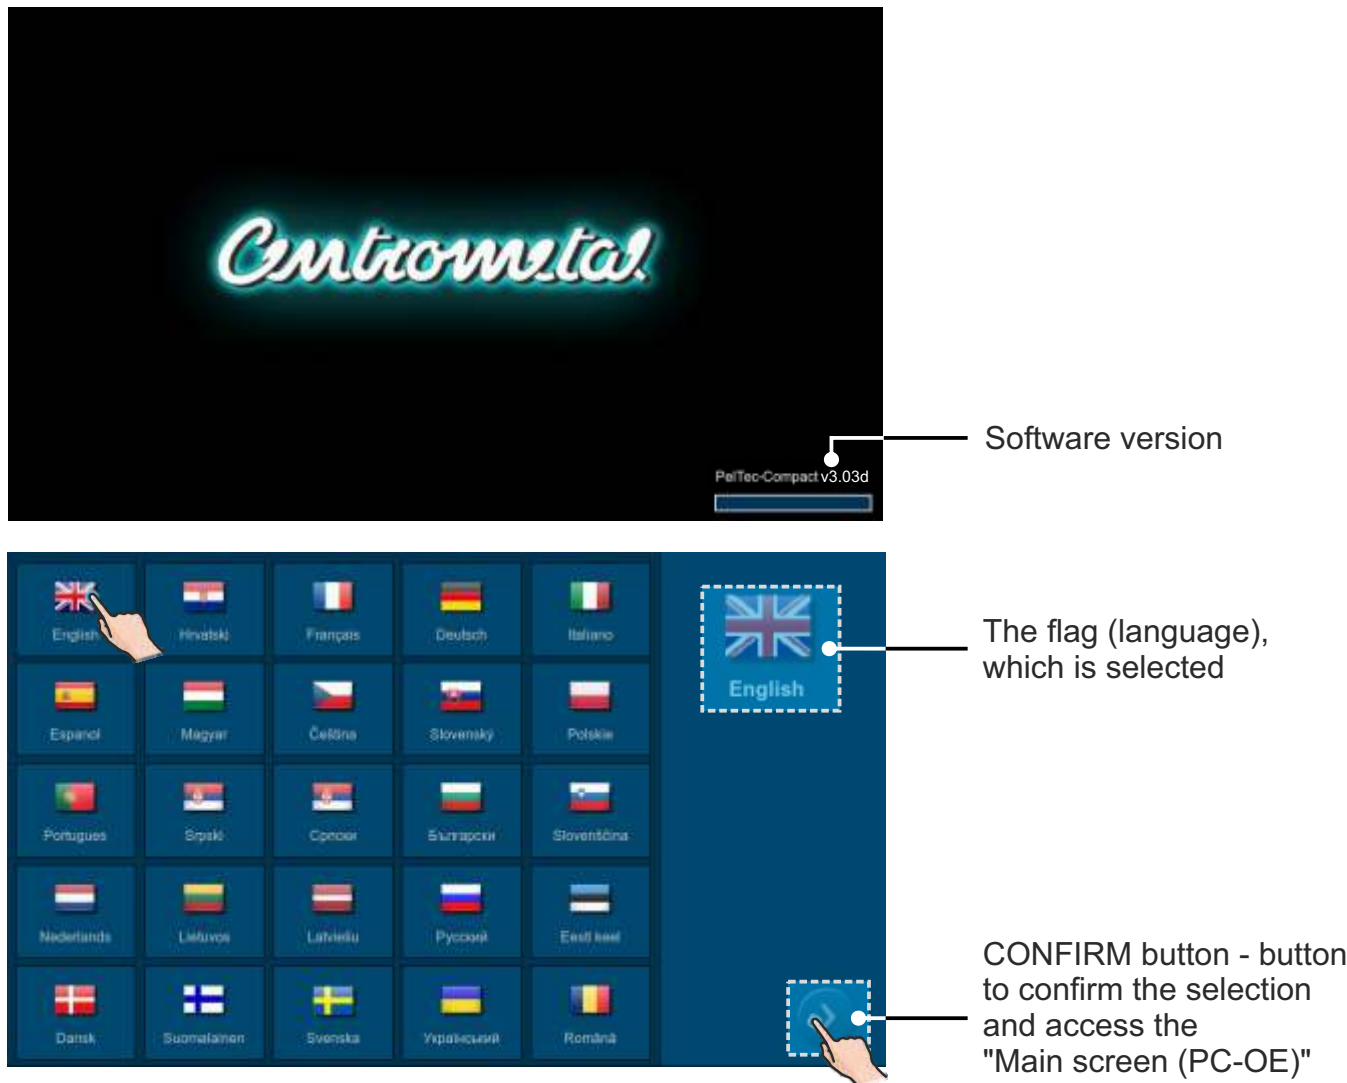 Centrometal
Software version
PelTec-Compact v3.03d
English
Hrvatski
Français
Deutsch
Italiano
The flag (language),
which is selected
English
Espanol
Magyar
Čeština
Slovenský
Polskie
Portugues
Srpski
Српски
Български
Slovenščina
Nederlands
Lietuvos
Latviešu
Русский
Eesti keel
CONFIRM button - button
to confirm the selection
and access the
"Main screen (PC-OE)"
Dansk
Suomalainen
Svenska
Український
Română